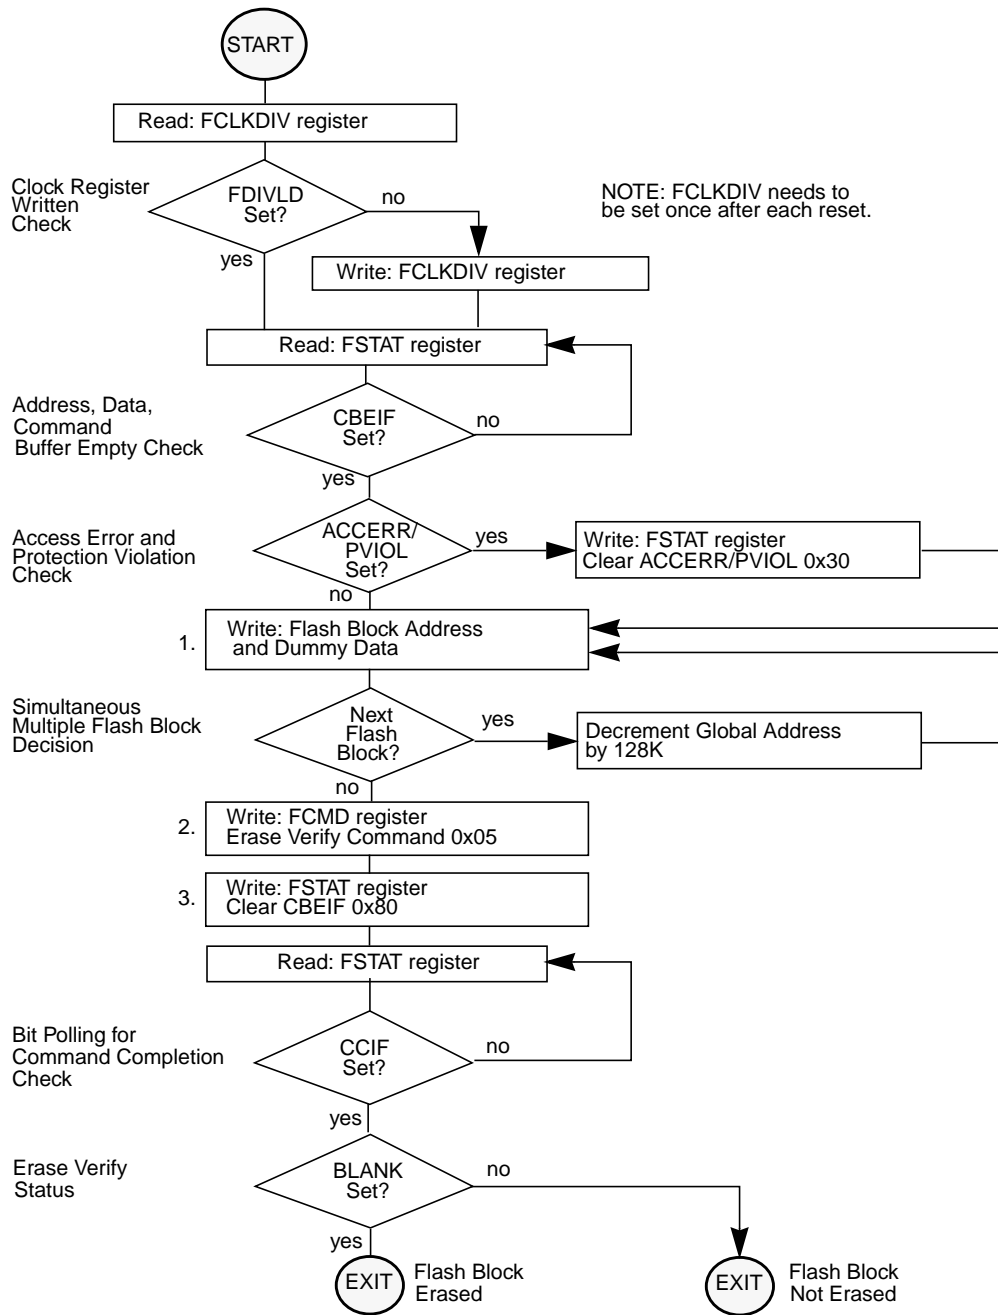 START
Read: FCLKDIV register
Clock Register
Written
Check
FDIVLD
Set?
no
yes
NOTE: FCLKDIV needs to
be set once after each reset.
Write: FCLKDIV register
Read: FSTAT register
Address, Data,
Command
Buffer Empty Check
CBEIF
Set?
no
yes
Access Error and
Protection Violation
Check
ACCERR/
PVIOL
Set?
yes
no
Write: FSTAT register
Clear ACCERR/PVIOL 0x30
1.
Write: Flash Block Address
and Dummy Data
Simultaneous
Multiple Flash Block
Decision
Next
Flash
Block?
yes
no
Decrement Global Address
by 128K
2.
Write: FCMD register
Erase Verify Command 0x05
3.
Write: FSTAT register
Clear CBEIF 0x80
Read: FSTAT register
Bit Polling for
Command Completion
Check
CCIF
Set?
no
yes
Erase Verify
Status
BLANK
Set?
no
yes
EXIT
Flash Block
Erased
EXIT
Flash Block
Not Erased